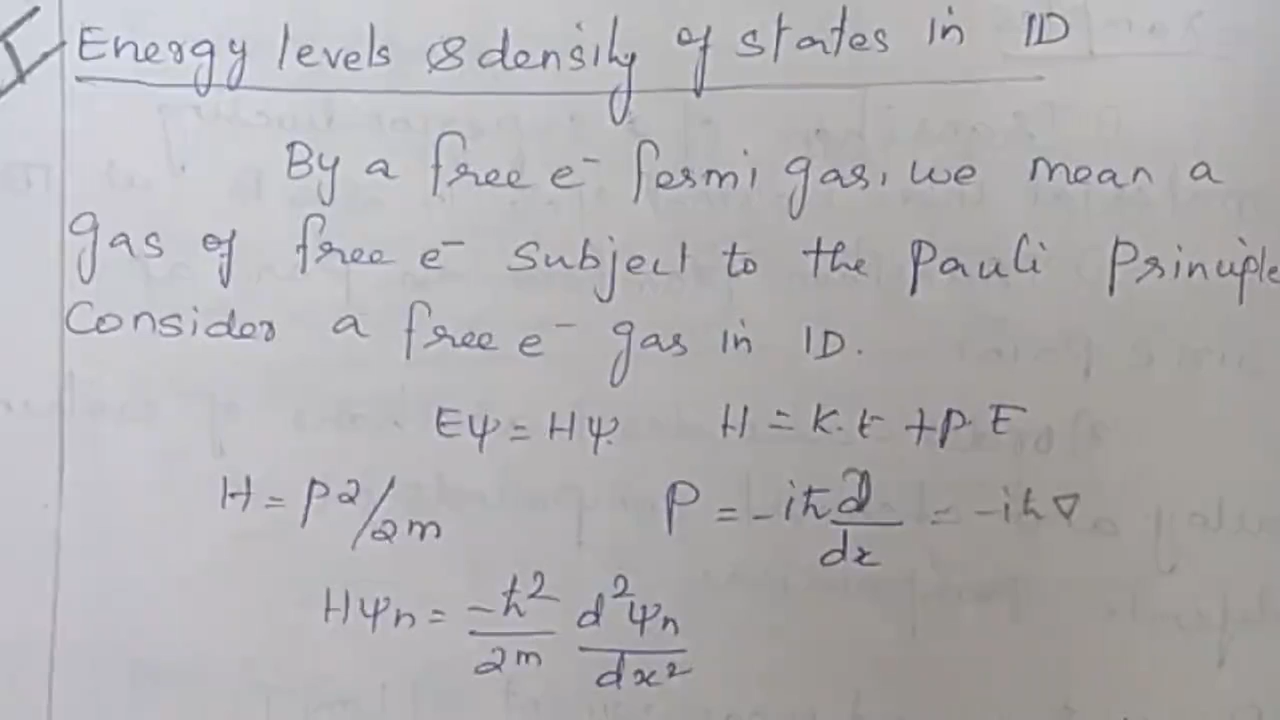 I Energy levels & density of states in 1D
By a free e⁻ fermi gas, we mean a
gas of free e⁻ subject to the Pauli Principle
Consider a free e⁻ gas in 1D.
Eψ = Hψ. H = K.E + P.E
H = p²/2m P = -iħ d/dx = -iħ∇
Hψn = -ħ²/2m d²ψn/dx²